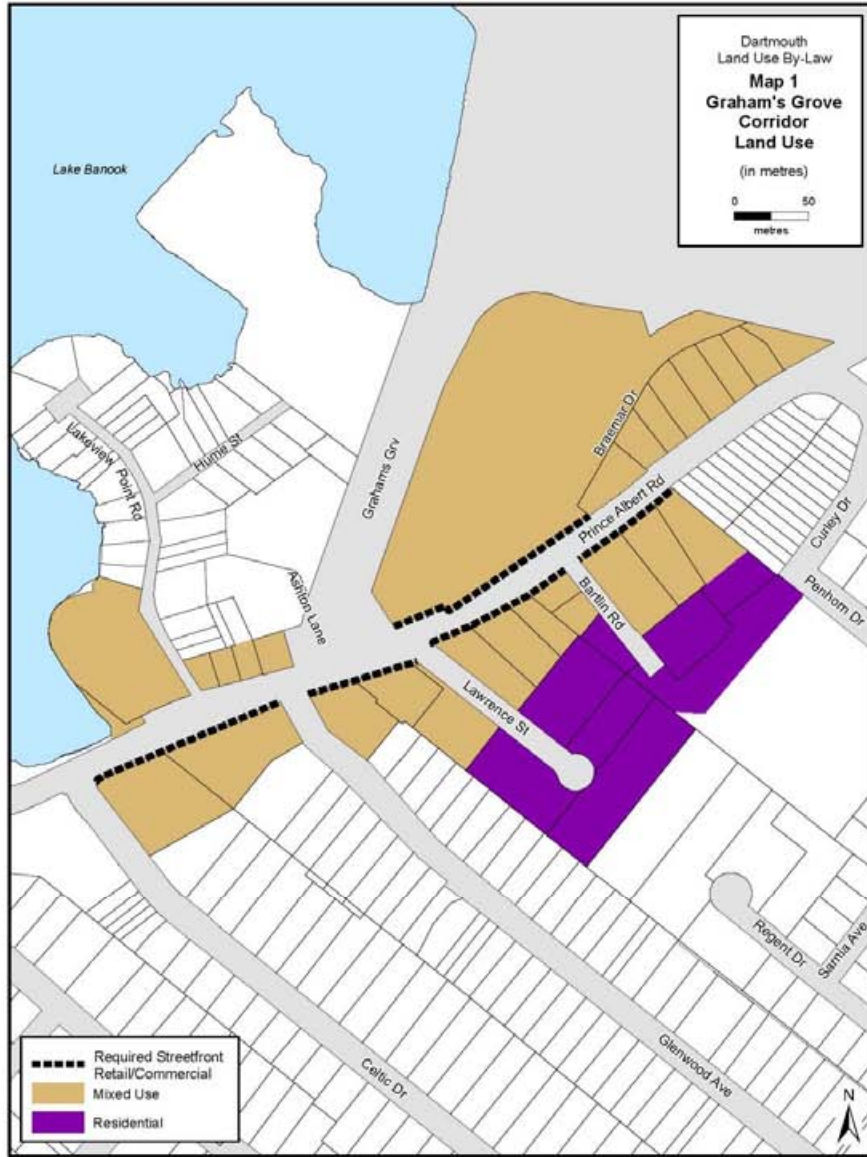 Dartmouth
Land Use By-Law
Map 1
Graham's Grove
Corridor
Land Use
(in metres)
0 50
metres
Lake Banook
Braemar Dr
Grahams Grv
Prince Albert Rd
Hume St
Lakeview
Point Rd
Ashton Lane
Curley Dr
Penhorn Dr
Bartlin Rd
Lawrence St
Regent Dr
Sarnia Ave
Glenwood Ave
Celtic Dr
Required Streetfront
Retail/Commercial
Mixed Use
Residential
N